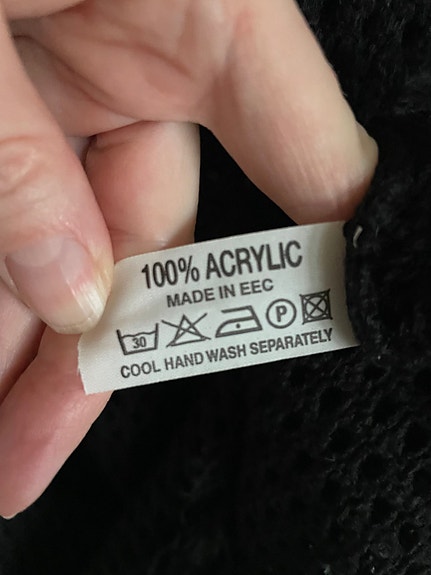 100% ACRYLIC
MADE IN EEC
30 P
COOL HAND WASH SEPARATELY